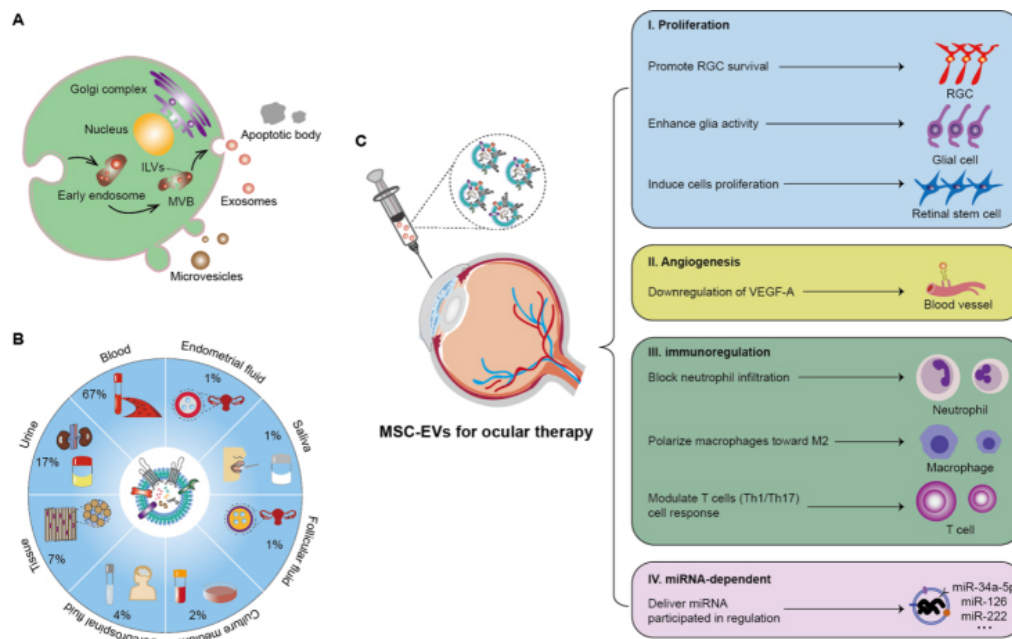 A
Golgi complex
Nucleus
ILVs
Early endosome
MVB
Apoptotic body
Exosomes
Microvesicles
B
Blood
67%
Endometrial fluid
1%
Saliva
1%
Follicular fluid
1%
Culture medium
2%
4%
Tissue
7%
Urine
17%
C
MSC-EVs for ocular therapy
I. Proliferation
Promote RGC survival
RGC
Enhance glia activity
Glial cell
Induce cells proliferation
Retinal stem cell
II. Angiogenesis
Downregulation of VEGF-A
Blood vessel
III. immunoregulation
Block neutrophil infiltration
Neutrophil
Polarize macrophages toward M2
Macrophage
Modulate T cells (Th1/Th17)
cell response
T cell
IV. miRNA-dependent
Deliver miRNA
participated in regulation
miR-34a-5p
miR-126
miR-222
...